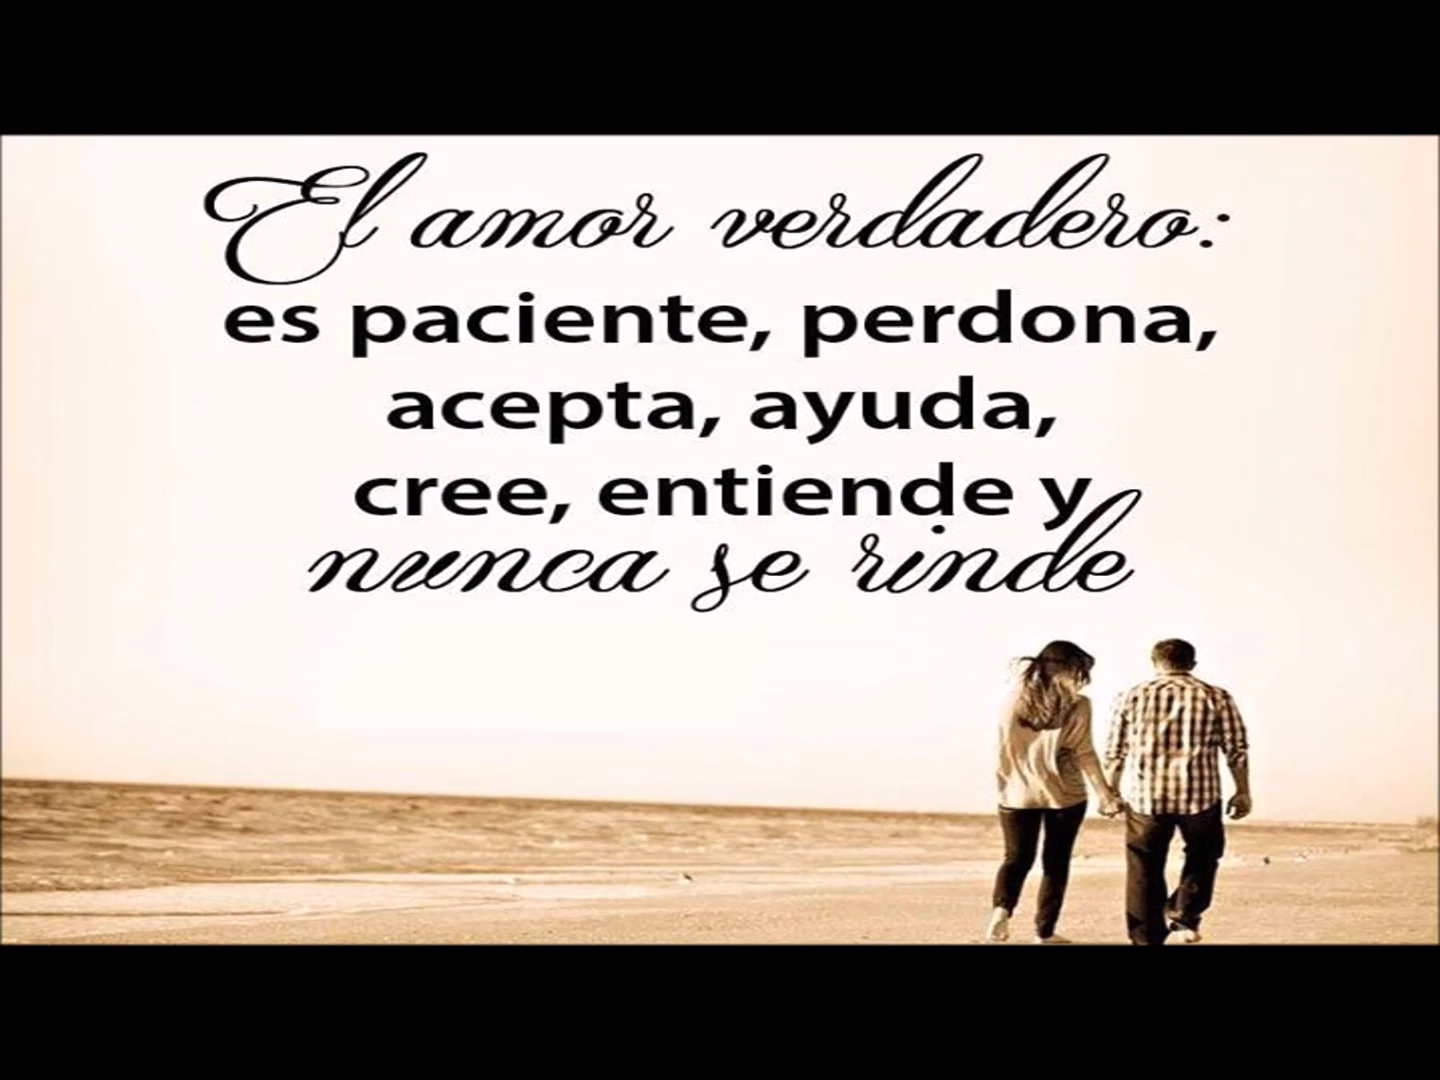 El amor verdadero:
es paciente, perdona,
acepta, ayuda,
cree, entiende y
nunca se rinde